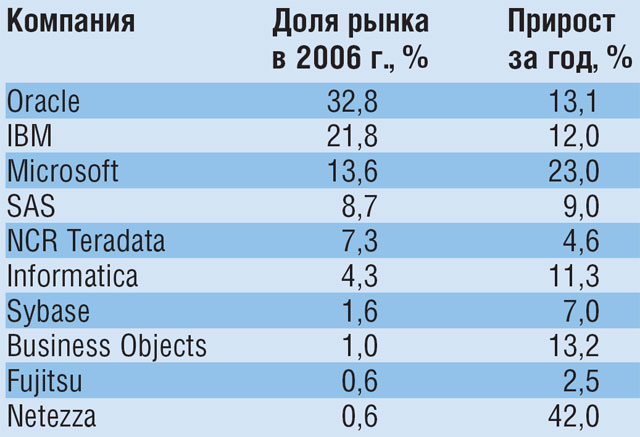 Компания Доля рынка Прирост
в 2006 г., % за год, %
Oracle 32,8 13,1
IBM 21,8 12,0
Microsoft 13,6 23,0
SAS 8,7 9,0
NCR Teradata 7,3 4,6
Informatica 4,3 11,3
Sybase 1,6 7,0
Business Objects 1,0 13,2
Fujitsu 0,6 2,5
Netezza 0,6 42,0